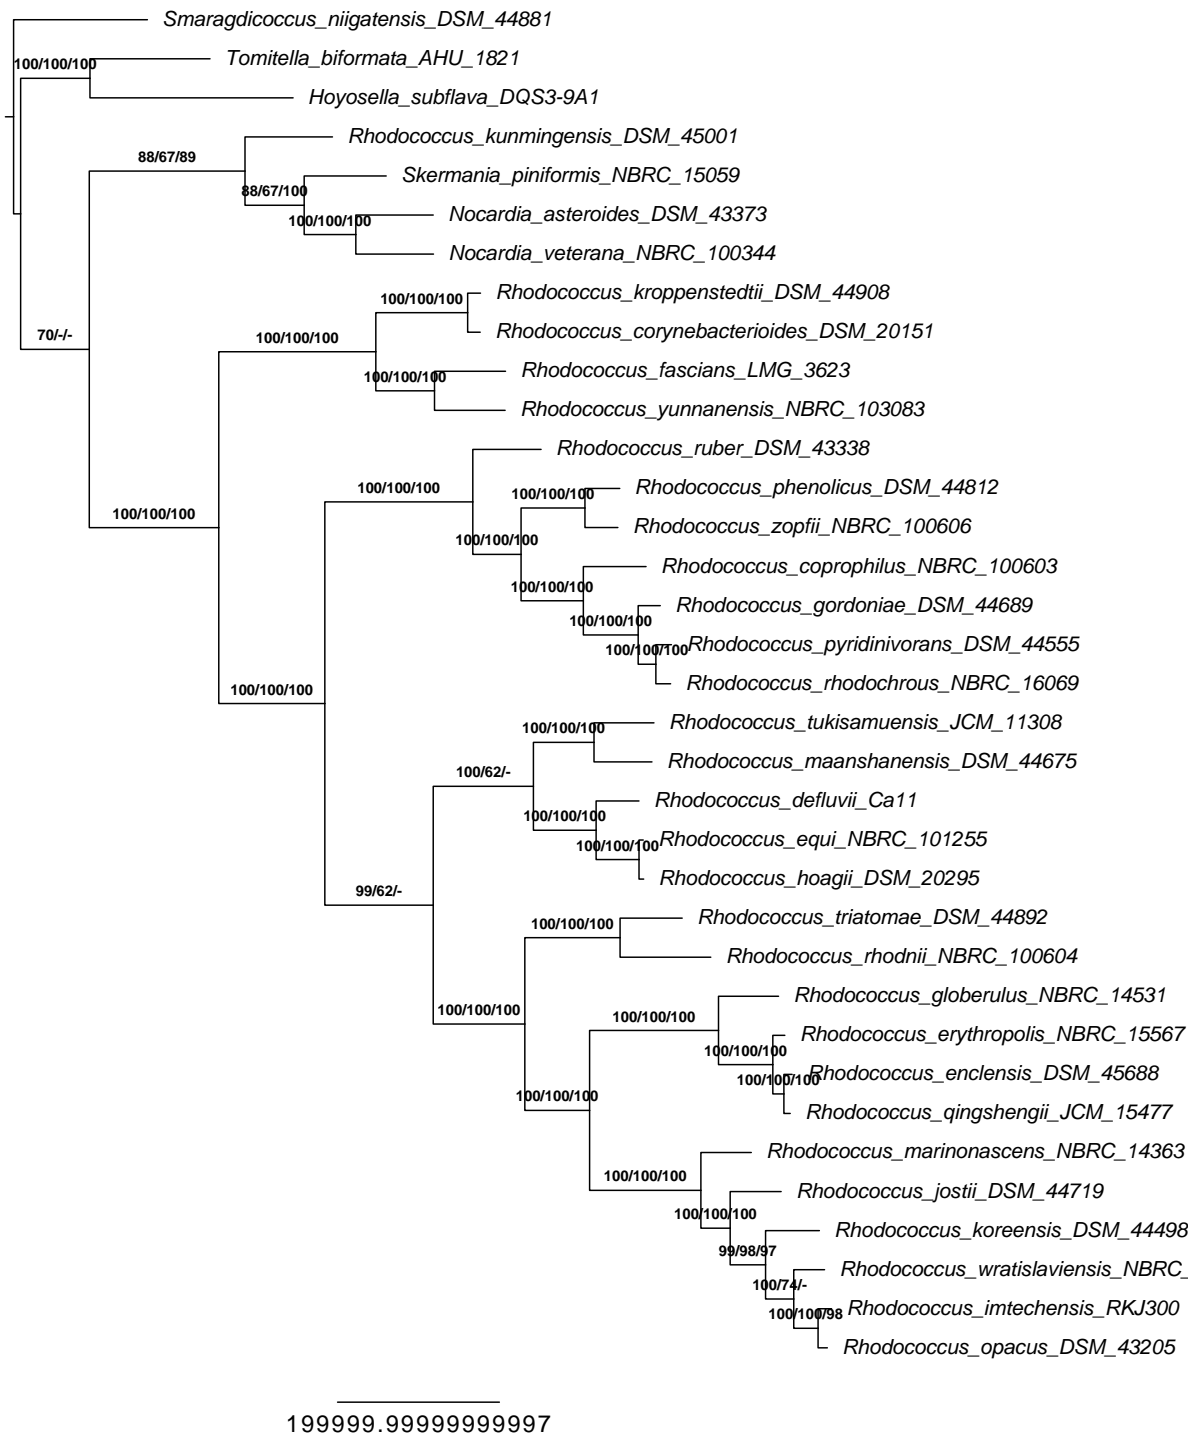 Smaragdicoccus_niigatensis_DSM_44881
Tomitella_biformata_AHU_1821
100/100/100
Hoyosella_subflava_DQS3-9A1
Rhodococcus_kunmingensis_DSM_45001
88/67/89
Skermania_piniformis_NBRC_15059
88/67/100
Nocardia_asteroides_DSM_43373
100/100/100
Nocardia_veterana_NBRC_100344
Rhodococcus_kroppenstedtii_DSM_44908
100/100/100
Rhodococcus_corynebacterioides_DSM_20151
70/-/-
100/100/100
Rhodococcus_fascians_LMG_3623
100/100/100
Rhodococcus_yunnanensis_NBRC_103083
Rhodococcus_ruber_DSM_43338
100/100/100
Rhodococcus_phenolicus_DSM_44812
100/100/100
100/100/100
Rhodococcus_zopfii_NBRC_100606
100/100/100
Rhodococcus_coprophilus_NBRC_100603
100/100/100
Rhodococcus_gordoniae_DSM_44689
100/100/100
Rhodococcus_pyridinivorans_DSM_44555
100/100/100
Rhodococcus_rhodochrous_NBRC_16069
100/100/100
Rhodococcus_tukisamuensis_JCM_11308
100/100/100
Rhodococcus_maanshanensis_DSM_44675
100/62/-
Rhodococcus_defluvii_Ca11
100/100/100
Rhodococcus_equi_NBRC_101255
100/100/100
Rhodococcus_hoagii_DSM_20295
99/62/-
Rhodococcus_triatomae_DSM_44892
100/100/100
Rhodococcus_rhodnii_NBRC_100604
Rhodococcus_globerulus_NBRC_14531
100/100/100
100/100/100
Rhodococcus_erythropolis_NBRC_15567
100/100/100
Rhodococcus_enclensis_DSM_45688
100/100/100
100/100/100
Rhodococcus_qingshengii_JCM_15477
Rhodococcus_marinonascens_NBRC_14363
100/100/100
Rhodococcus_jostii_DSM_44719
100/100/100
Rhodococcus_koreensis_DSM_44498
99/98/97
Rhodococcus_wratislaviensis_NBRC_
100/74/-
Rhodococcus_imtechensis_RKJ300
100/100/98
Rhodococcus_opacus_DSM_43205
199999.99999999997